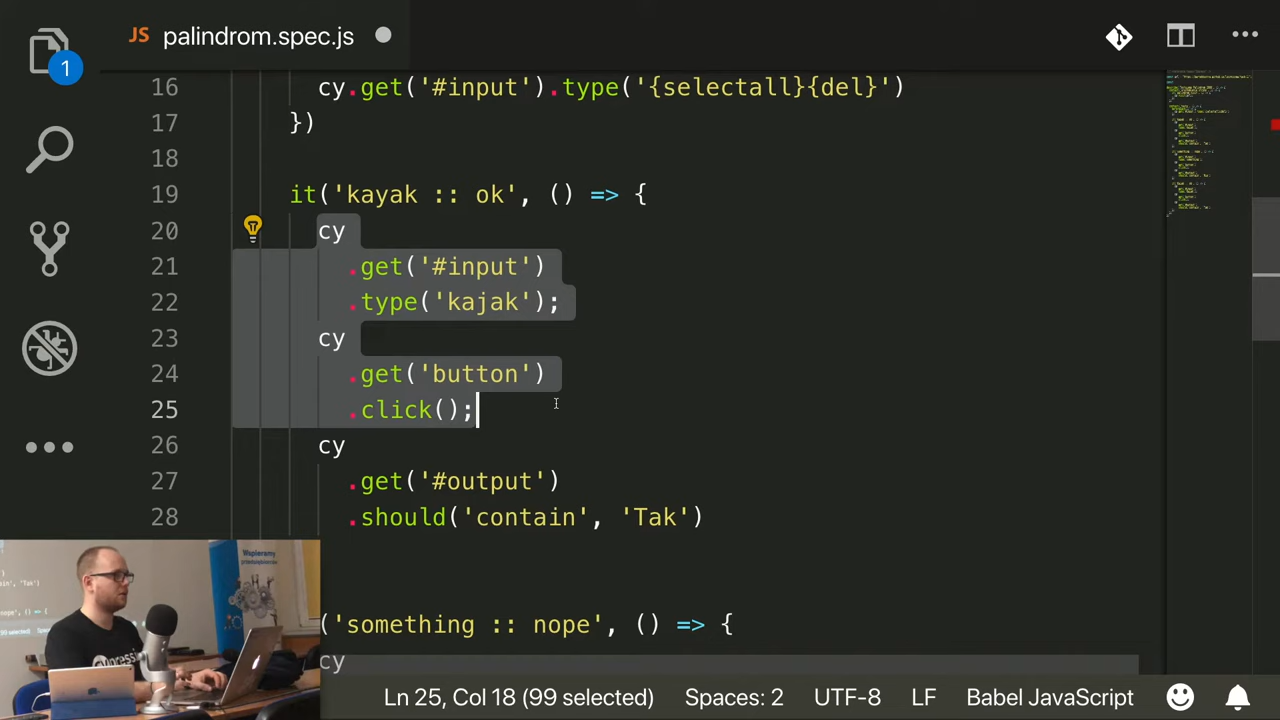 JS palindrom.spec.js
1
16 cy.get('#input').type('{selectall}{del}')
17 })
18
19 it('kayak :: ok', () => {
20 cy
21 .get('#input')
22 .type('kajak');
23 cy
24 .get('button')
25 .click();
26 cy
27 .get('#output')
28 .should('contain', 'Tak')
('something :: nope', () => {
cy
Wspieramy
Ln 25, Col 18 (99 selected) Spaces: 2 UTF-8 LF Babel JavaScript